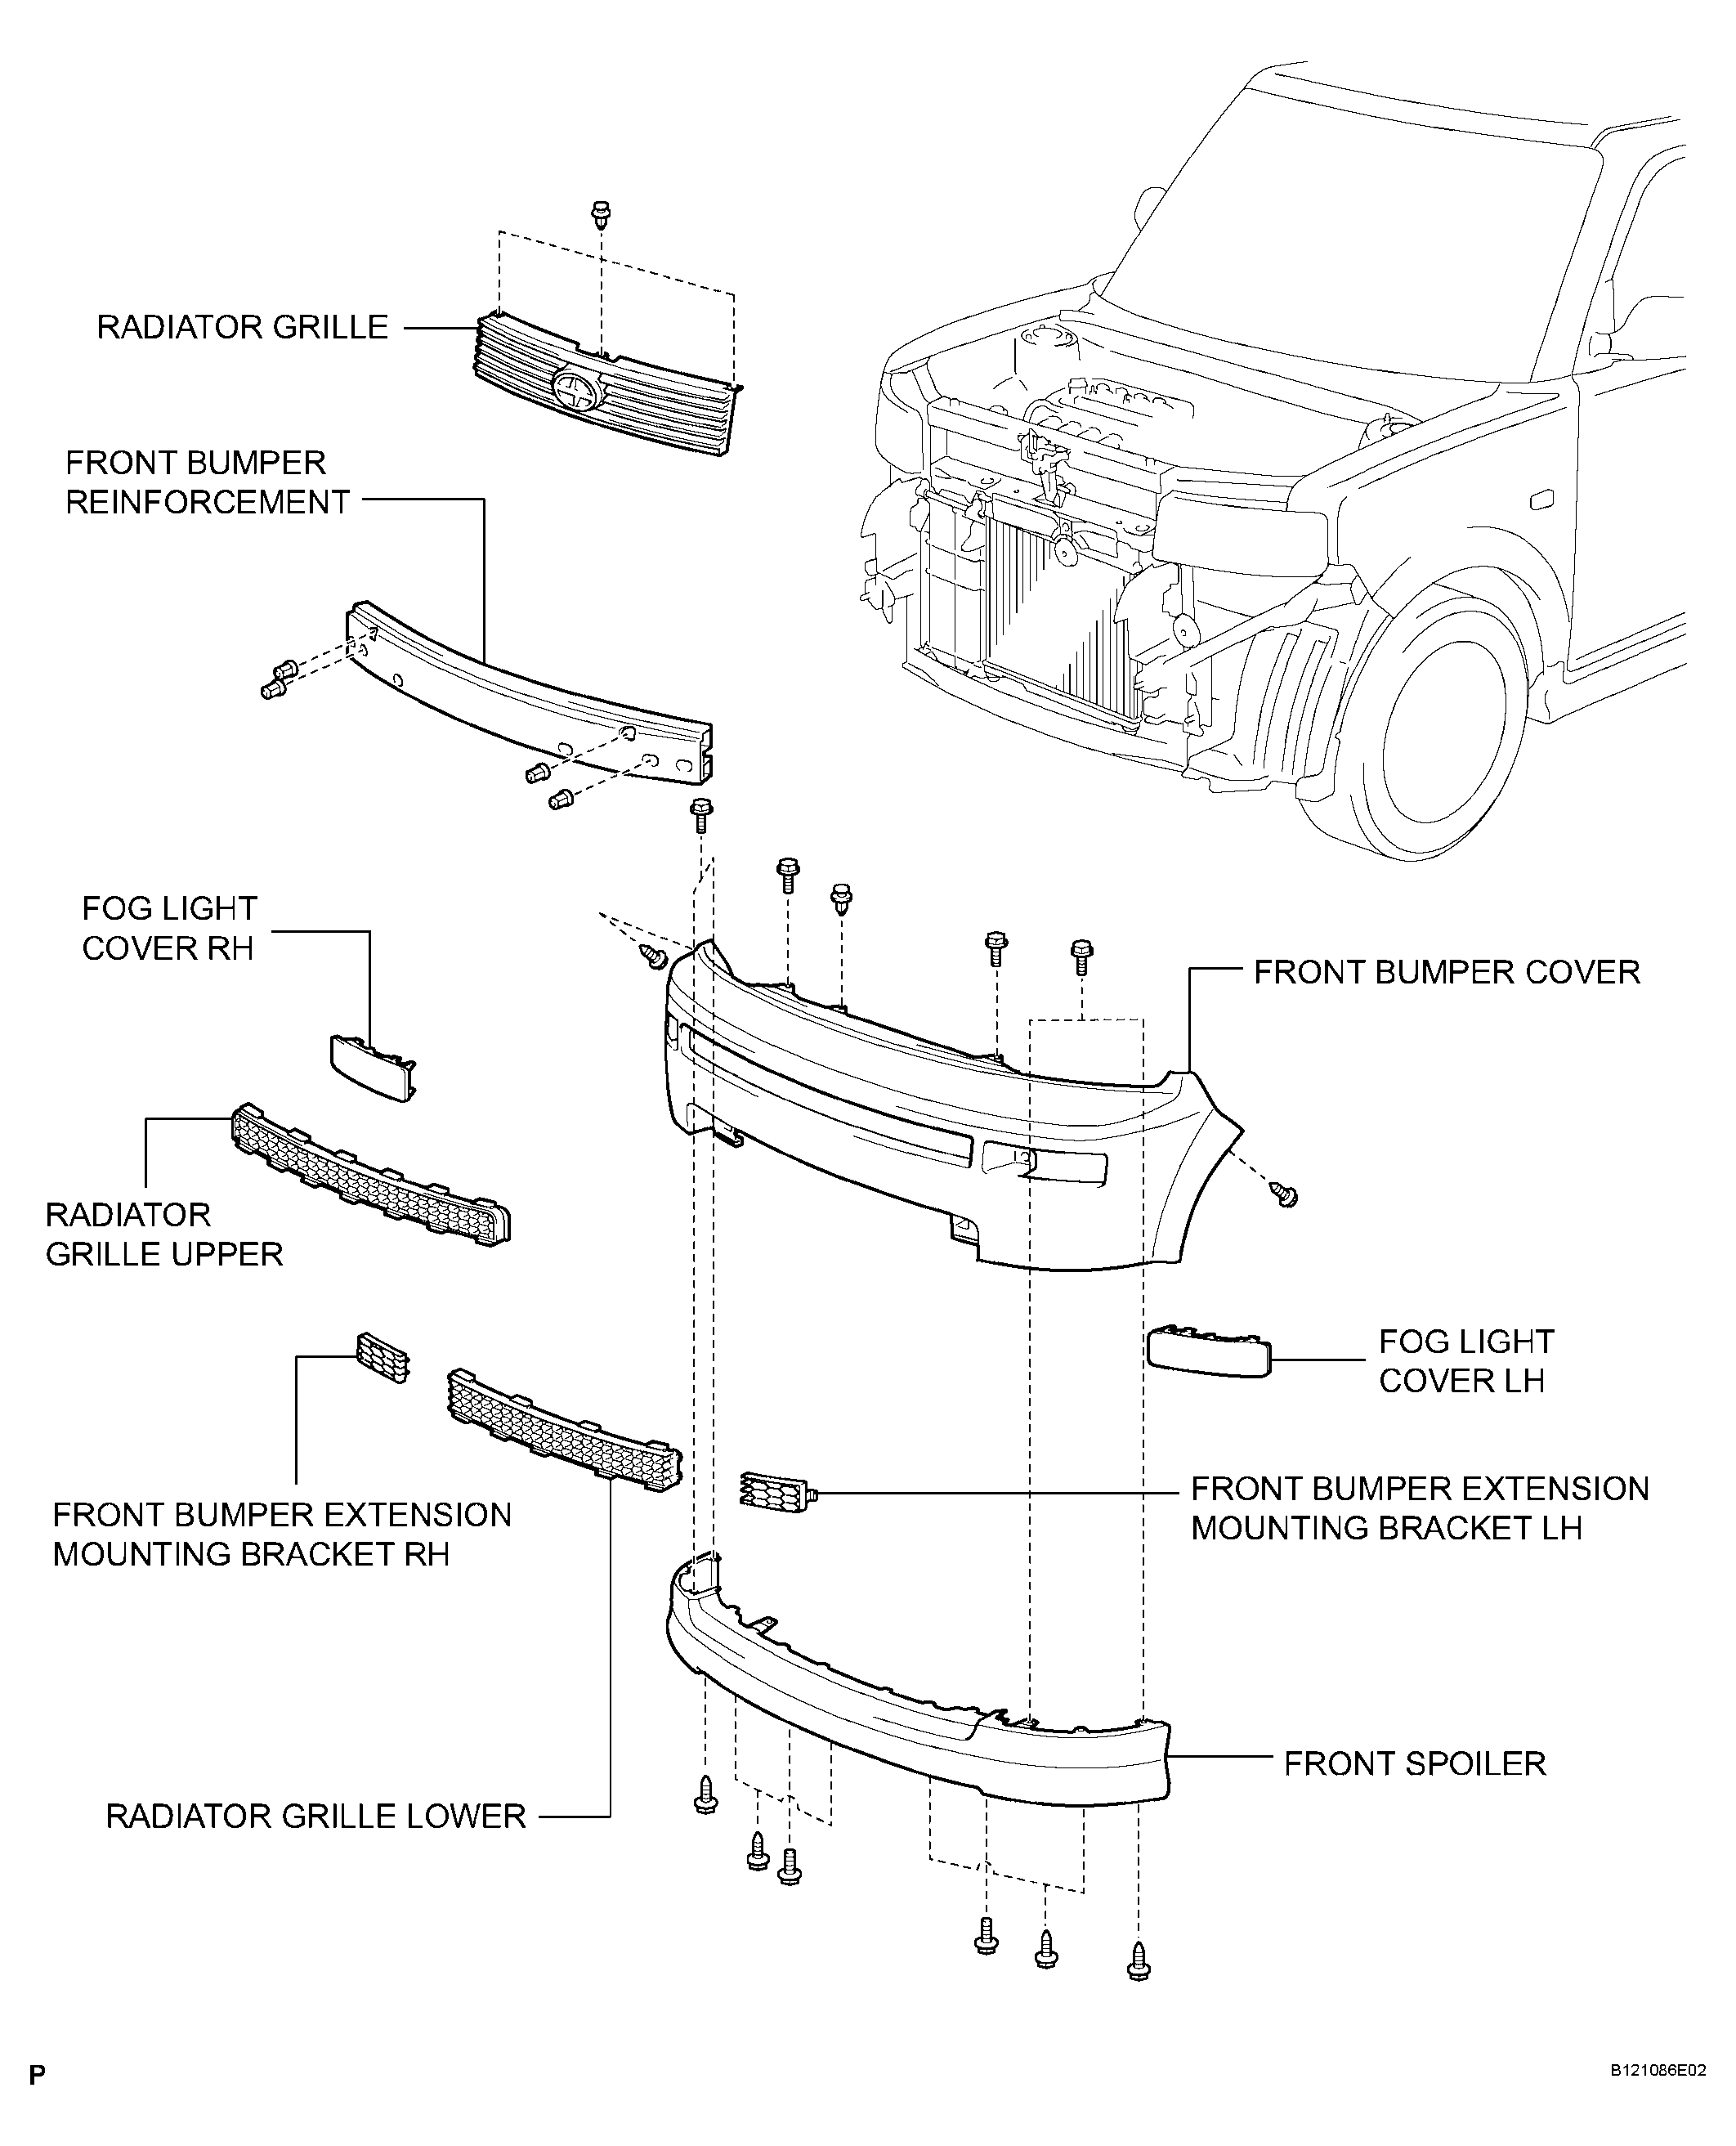 RADIATOR GRILLE
FRONT BUMPER
REINFORCEMENT
FOG LIGHT
COVER RH
FRONT BUMPER COVER
RADIATOR
GRILLE UPPER
FOG LIGHT
COVER LH
FRONT BUMPER EXTENSION
MOUNTING BRACKET RH
FRONT BUMPER EXTENSION
MOUNTING BRACKET LH
FRONT SPOILER
RADIATOR GRILLE LOWER
P
B121086E02